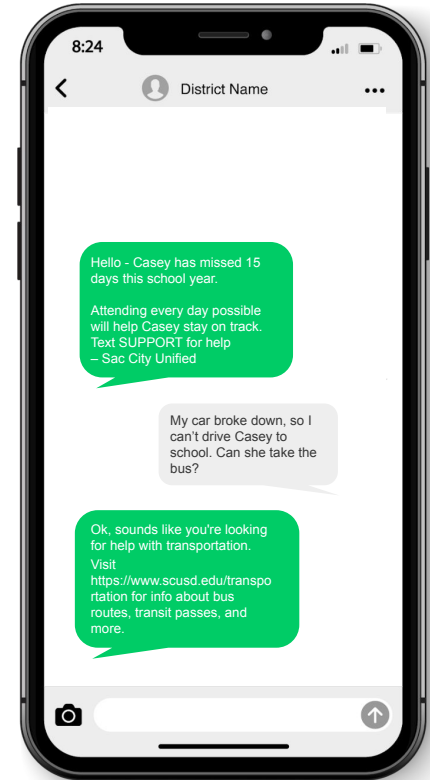 8:24
District Name
Hello - Casey has missed 15
days this school year.
Attending every day possible
will help Casey stay on track.
Text SUPPORT for help
– Sac City Unified
My car broke down, so I
can't drive Casey to
school. Can she take the
bus?
Ok, sounds like you're looking
for help with transportation.
Visit
https://www.scusd.edu/transpo
rtation for info about bus
routes, transit passes, and
more.